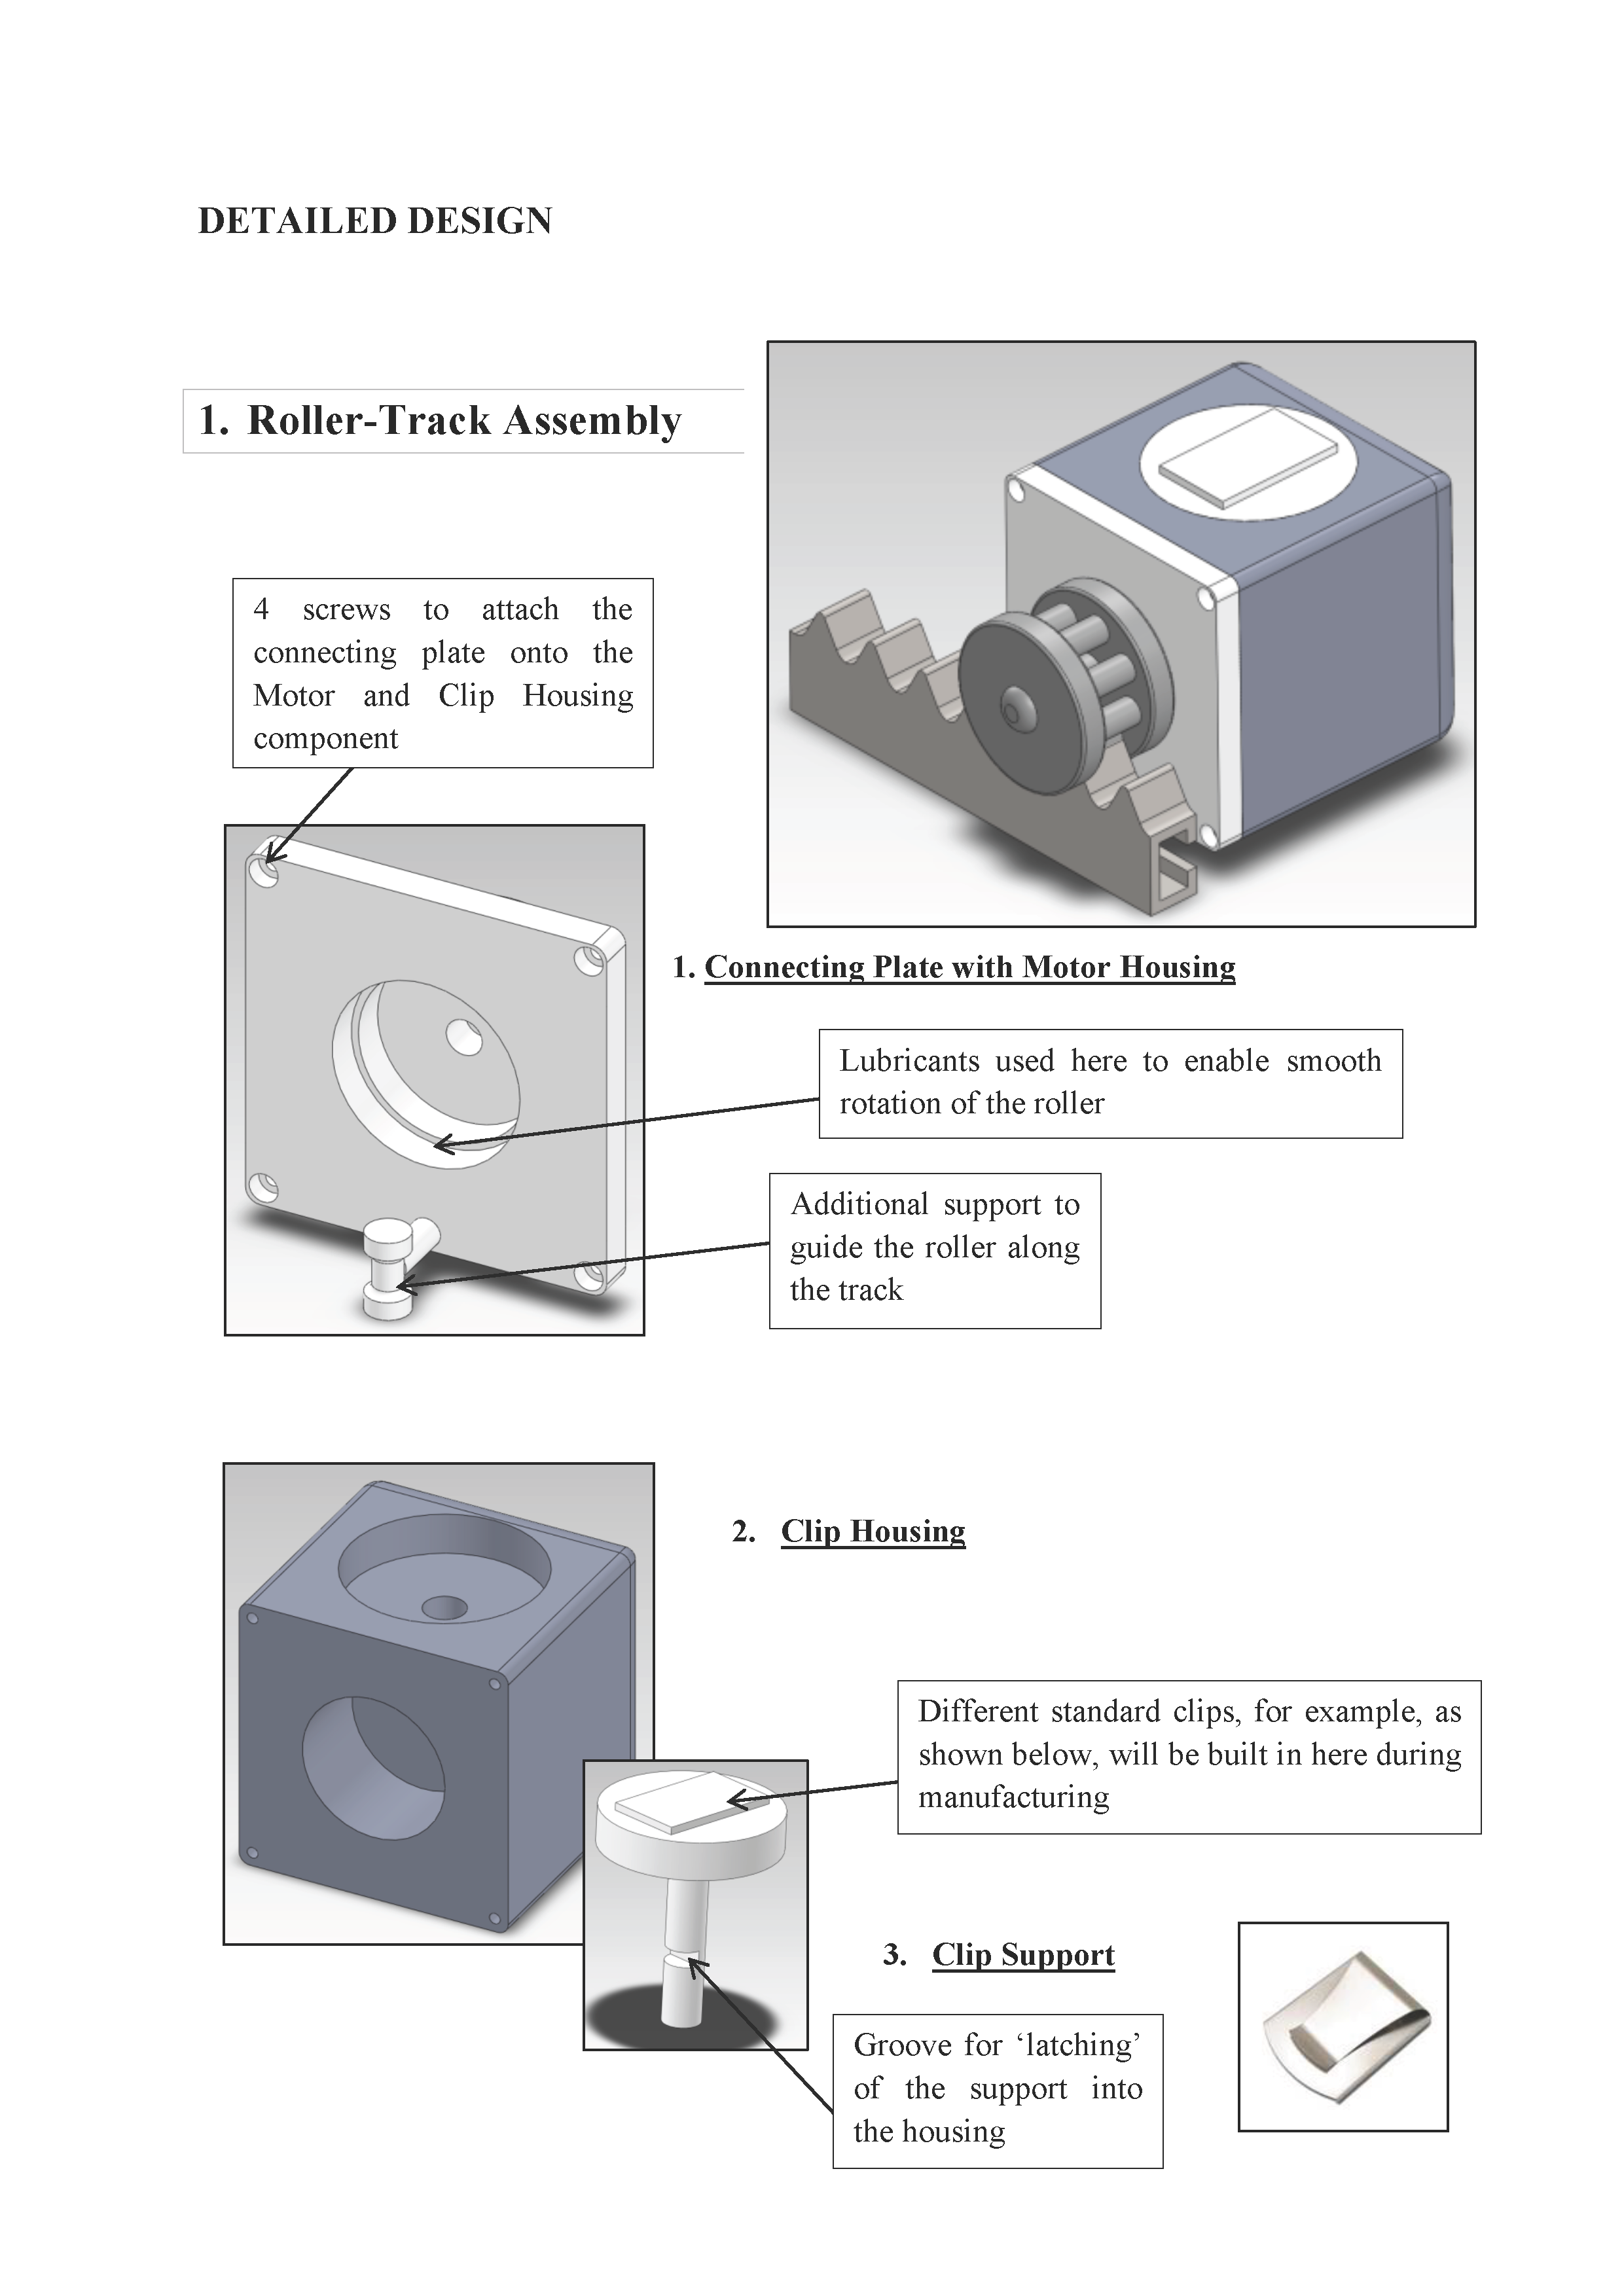 DETAILED DESIGN
1. Roller-Track Assembly
4 screws to attach the
connecting plate onto the
Motor and Clip Housing
component
1. Connecting Plate with Motor Housing
Lubricants used here to enable smooth
rotation of the roller
Additional support to
guide the roller along
the track
2. Clip Housing
Different standard clips, for example, as
shown below, will be built in here during
manufacturing
3. Clip Support
Groove for ‘latching’
of the support into
the housing